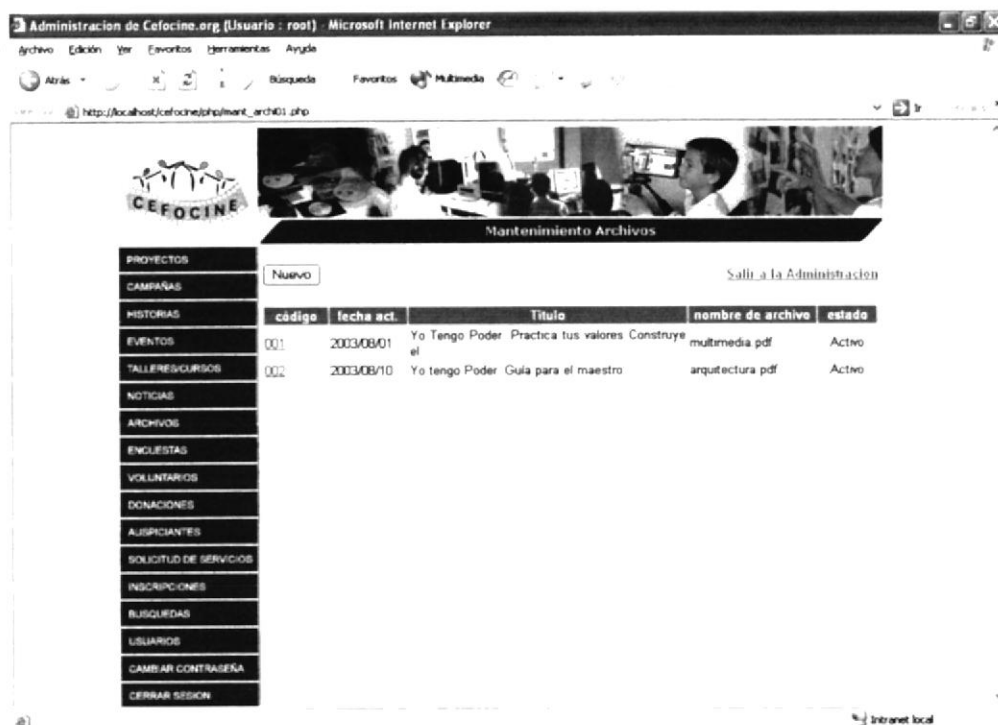 Administracion de Cefocine.org (Usuario : root) - Microsoft Internet Explorer
Archivo Edición Ver Favoritos Herramientas Ayuda
Atrás Búsqueda Favoritos Multimedia
http://localhost/cefocine/php/mant_archi01.php Ir
CEFOCINE
Mantenimiento Archivos
Nuevo Salir a la Administracion
código fecha act. Título nombre de archivo estado
001 2003/08/01 Yo Tengo Poder Practica tus valores Construye el multimedia.pdf Activo
002 2003/08/10 Yo tengo Poder Guía para el maestro arquitectura.pdf Activo
PROYECTOS
CAMPAÑAS
HISTORIAS
EVENTOS
TALLERES/CURSOS
NOTICIAS
ARCHIVOS
ENCUESTAS
VOLUNTARIOS
DONACIONES
AUSPICIANTES
SOLICITUD DE SERVICIOS
INSCRIPCIONES
BUSQUEDAS
USUARIOS
CAMBIAR CONTRASEÑA
CERRAR SESION
Intranet local